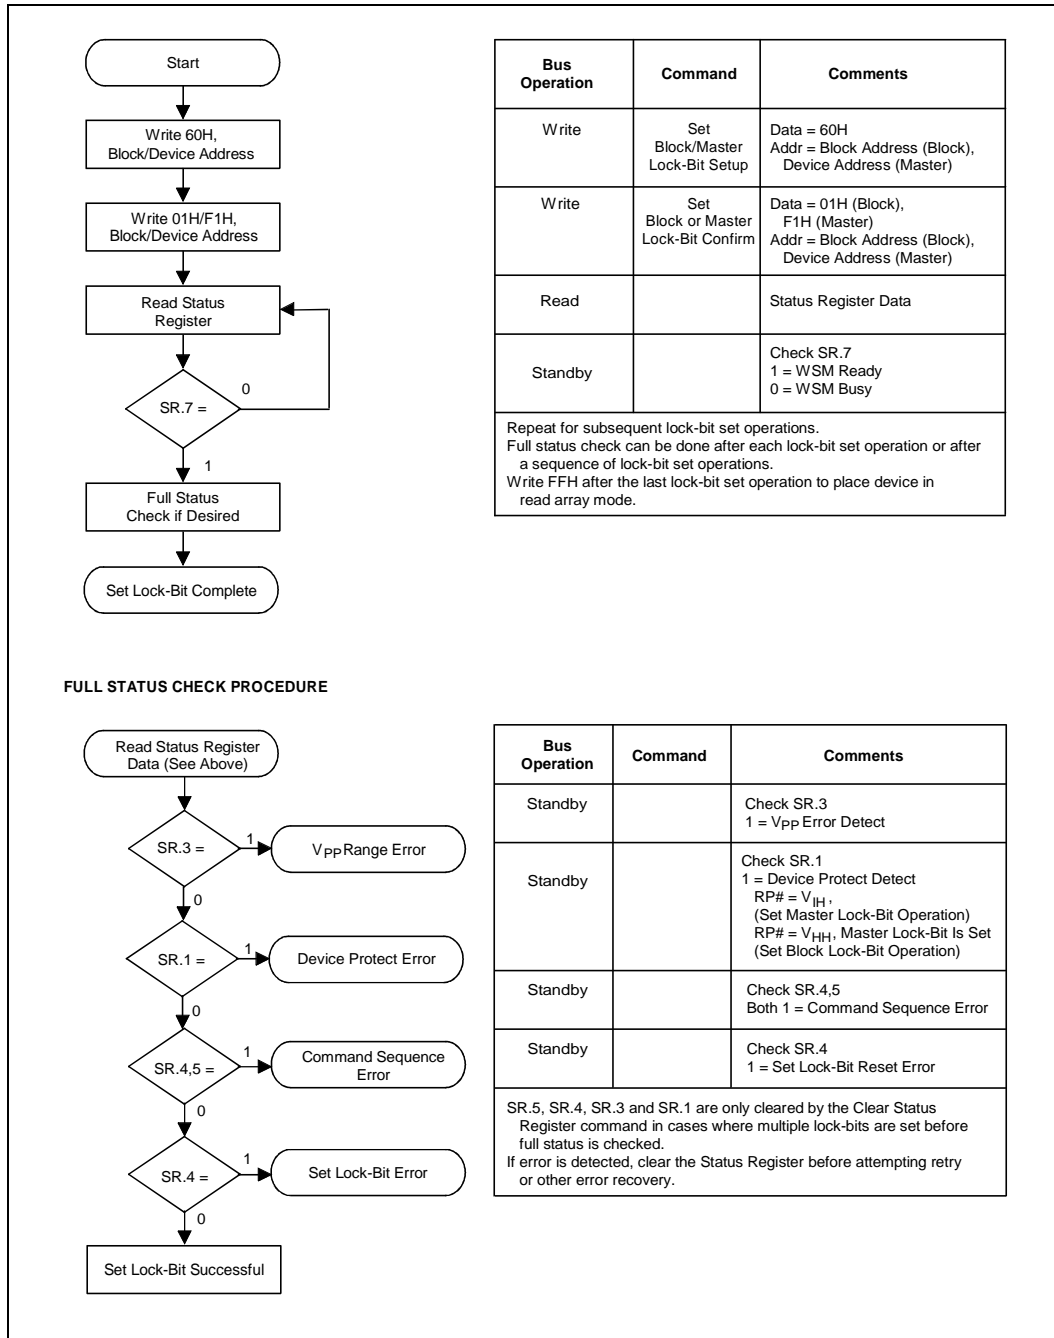 Start
Write 60H,
Block/Device Address
Write 01H/F1H,
Block/Device Address
Read Status
Register
0
SR.7 =
1
Full Status
Check if Desired
Set Lock-Bit Complete
Bus
Operation
Command
Comments
Write
Set
Block/Master
Lock-Bit Setup
Data = 60H
Addr = Block Address (Block),
Device Address (Master)
Write
Set
Block or Master
Lock-Bit Confirm
Data = 01H (Block),
F1H (Master)
Addr = Block Address (Block),
Device Address (Master)
Read
Status Register Data
Standby
Check SR.7
1 = WSM Ready
0 = WSM Busy
Repeat for subsequent lock-bit set operations.
Full status check can be done after each lock-bit set operation or after
a sequence of lock-bit set operations.
Write FFH after the last lock-bit set operation to place device in
read array mode.
FULL STATUS CHECK PROCEDURE
Read Status Register
Data (See Above)
SR.3 =
1
VPP Range Error
0
SR.1 =
1
Device Protect Error
0
SR.4,5 =
1
Command Sequence
Error
0
SR.4 =
1
Set Lock-Bit Error
0
Set Lock-Bit Successful
Bus
Operation
Command
Comments
Standby
Check SR.3
1 = VPP Error Detect
Standby
Check SR.1
1 = Device Protect Detect
RP# = VIH ,
(Set Master Lock-Bit Operation)
RP# = VHH, Master Lock-Bit Is Set
(Set Block Lock-Bit Operation)
Standby
Check SR.4,5
Both 1 = Command Sequence Error
Standby
Check SR.4
1 = Set Lock-Bit Reset Error
SR.5, SR.4, SR.3 and SR.1 are only cleared by the Clear Status
Register command in cases where multiple lock-bits are set before
full status is checked.
If error is detected, clear the Status Register before attempting retry
or other error recovery.